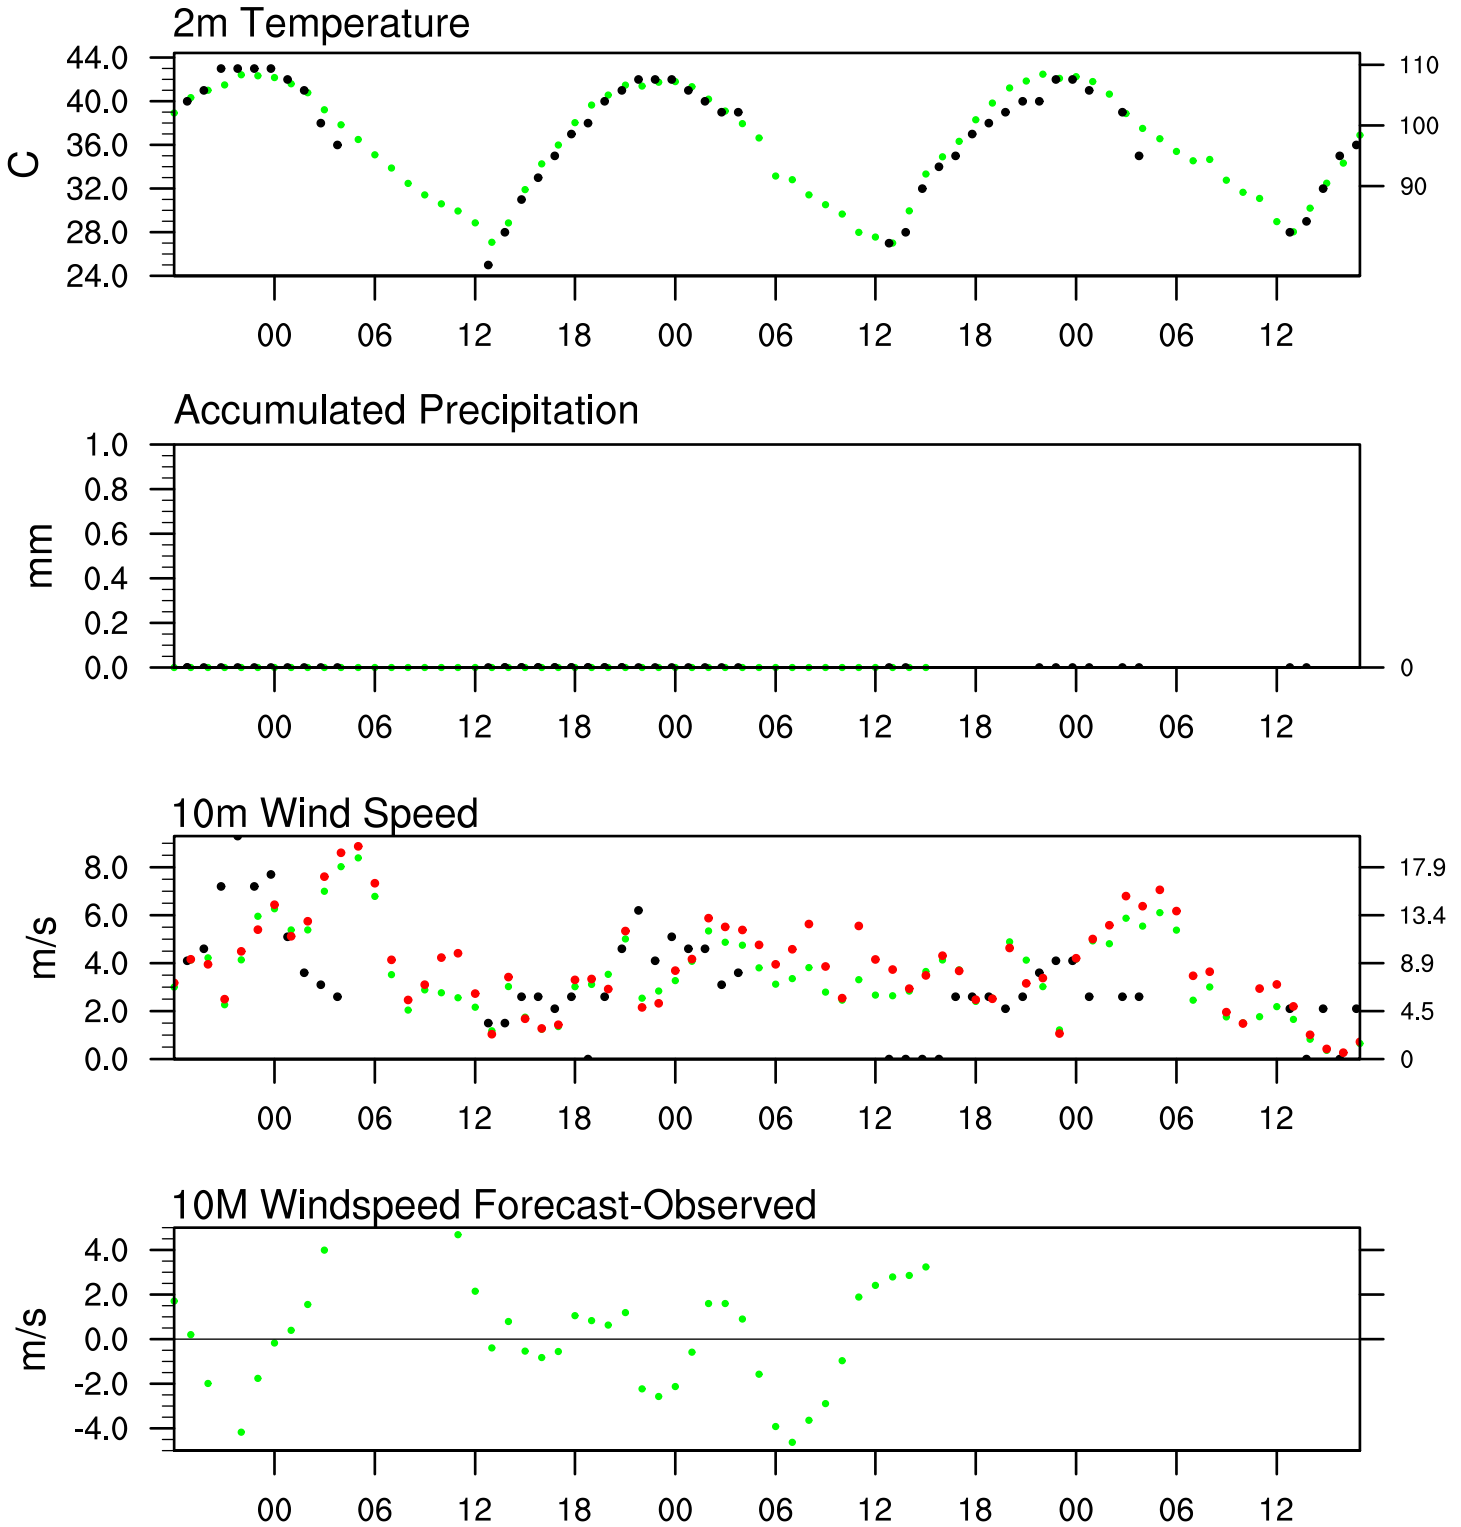 2m Temperature
44.0
40.0
36.0
32.0
28.0
24.0
C
110
100
90
00 06 12 18 00 06 12 18 00 06 12
Accumulated Precipitation
1.0
0.8
0.6
0.4
0.2
0.0
mm
0
00 06 12 18 00 06 12 18 00 06 12
10m Wind Speed
8.0
6.0
4.0
2.0
0.0
m/s
17.9
13.4
8.9
4.5
0
00 06 12 18 00 06 12 18 00 06 12
10M Windspeed Forecast-Observed
4.0
2.0
0.0
-2.0
-4.0
m/s
00 06 12 18 00 06 12 18 00 06 12